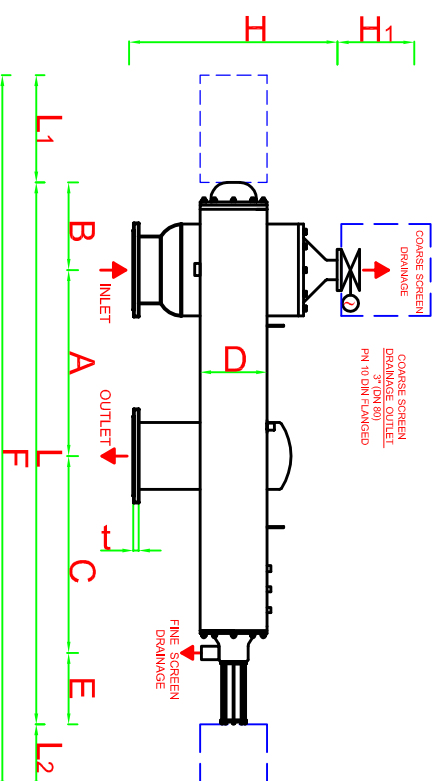 H
H1
COARSE SCREEN
DRAINAGE
COARSE SCREEN
DRAINAGE OUTLET
3" (DN 80)
PN 10 DIN FLANGED
~
D
L1
B
INLET
A
OUTLET
L
F
t
C
FINE SCREEN
DRAINAGE
E
L2